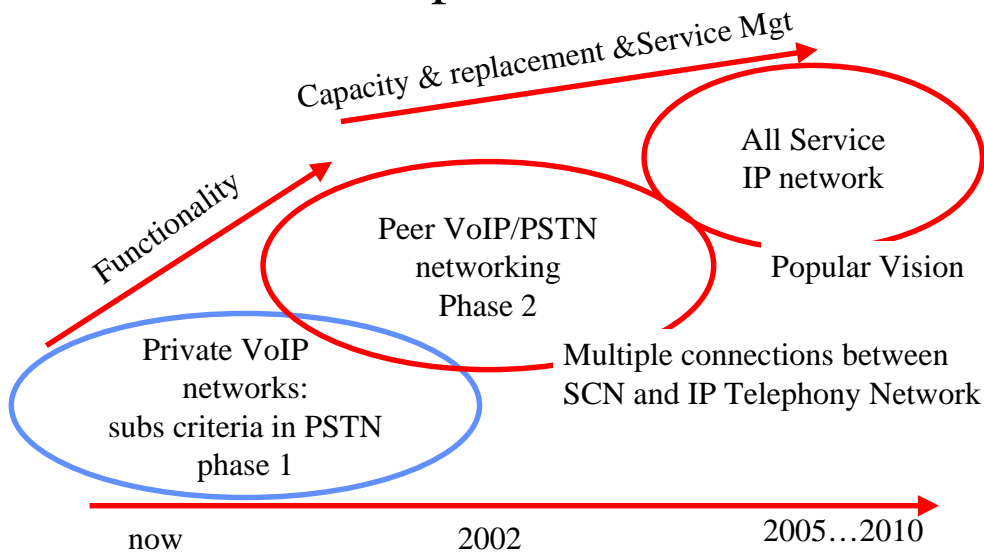 Capacity & replacement &Service Mgt
Functionality
All Service
IP network
Popular Vision
Peer VoIP/PSTN
networking
Phase 2
Multiple connections between
SCN and IP Telephony Network
Private VoIP
networks:
subs criteria in PSTN
phase 1
now
2002
2005…2010